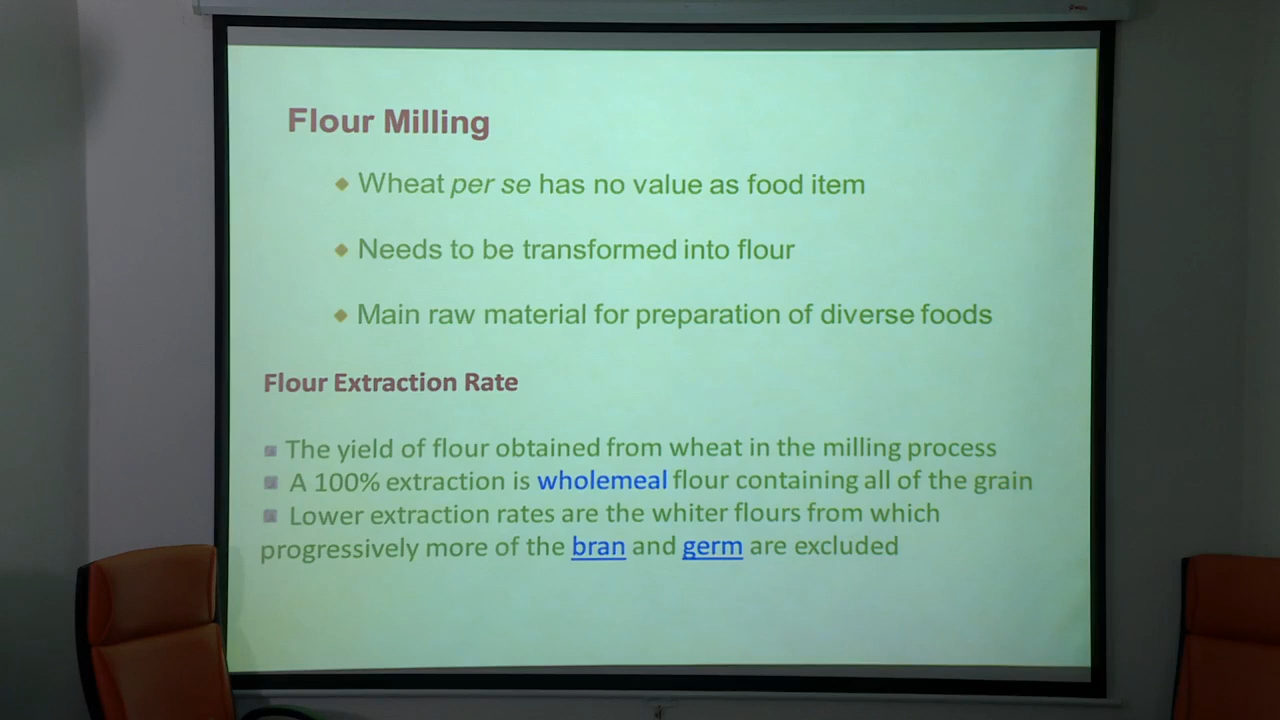 Flour Milling
Wheat per se has no value as food item
Needs to be transformed into flour
Main raw material for preparation of diverse foods
Flour Extraction Rate
The yield of flour obtained from wheat in the milling process
A 100% extraction is wholemeal flour containing all of the grain
Lower extraction rates are the whiter flours from which
progressively more of the bran and germ are excluded